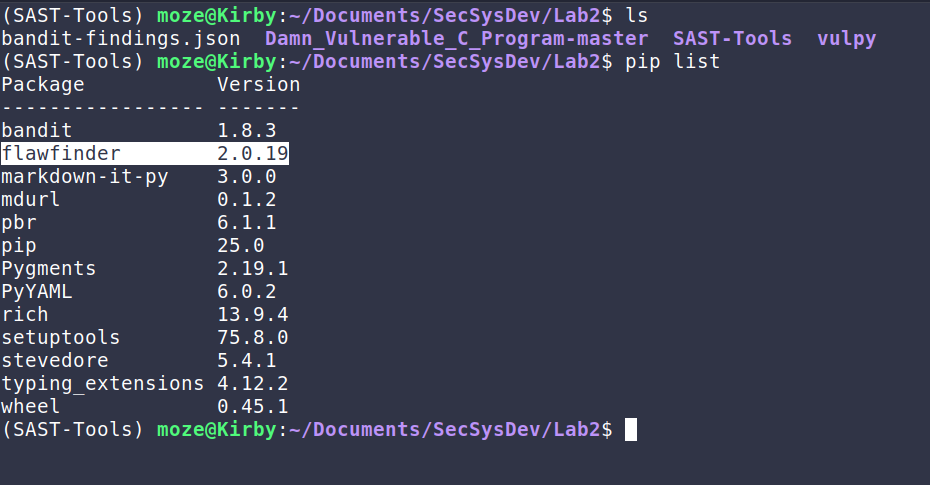 (SAST-Tools) moze@Kirby:~/Documents/SecSysDev/Lab2$ ls
bandit-findings.json  Damn_Vulnerable_C_Program-master  SAST-Tools  vulpy
(SAST-Tools) moze@Kirby:~/Documents/SecSysDev/Lab2$ pip list
Package           Version
----------------- -------
bandit            1.8.3
flawfinder        2.0.19
markdown-it-py    3.0.0
mdurl             0.1.2
pbr               6.1.1
pip               25.0
Pygments          2.19.1
PyYAML            6.0.2
rich              13.9.4
setuptools        75.8.0
stevedore         5.4.1
typing_extensions 4.12.2
wheel             0.45.1
(SAST-Tools) moze@Kirby:~/Documents/SecSysDev/Lab2$